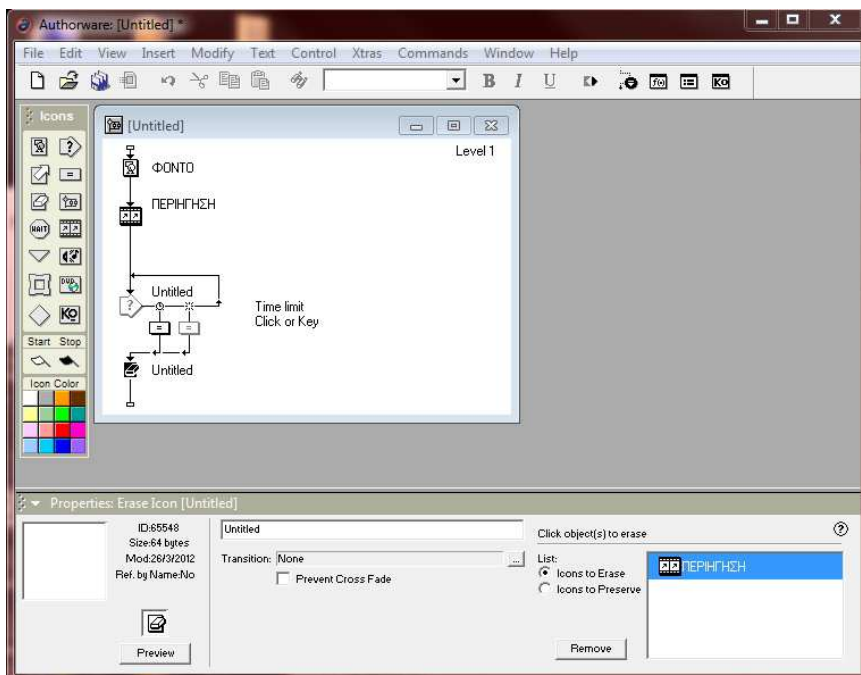 Authorware: [Untitled] *
File Edit View Insert Modify Text Control Xtras Commands Window Help
B I U
Icons
[Untitled]
Level 1
ΦΟΝΤΟ
ΠΕΡΙΗΓΗΣΗ
Untitled
Time limit
Click or Key
Untitled
WAIT
DVD
KO
Start Stop
Icon Color
Properties: Erase Icon [Untitled]
ID:65548
Size:64 bytes
Mod:26/3/2012
Ref. by Name:No
Preview
Untitled
Transition: None ...
Prevent Cross Fade
Click object(s) to erase
List:
Icons to Erase
Icons to Preserve
Remove
ΠΕΡΙΗΓΗΣΗ